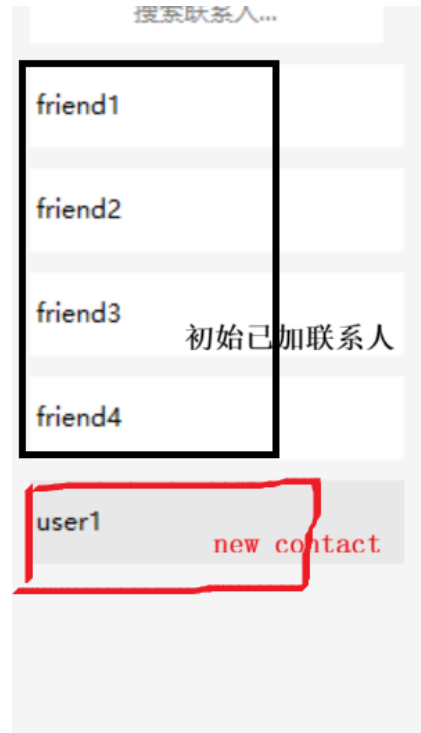 搜索联系人...
friend1
friend2
friend3
初始已加联系人
friend4
user1
new contact